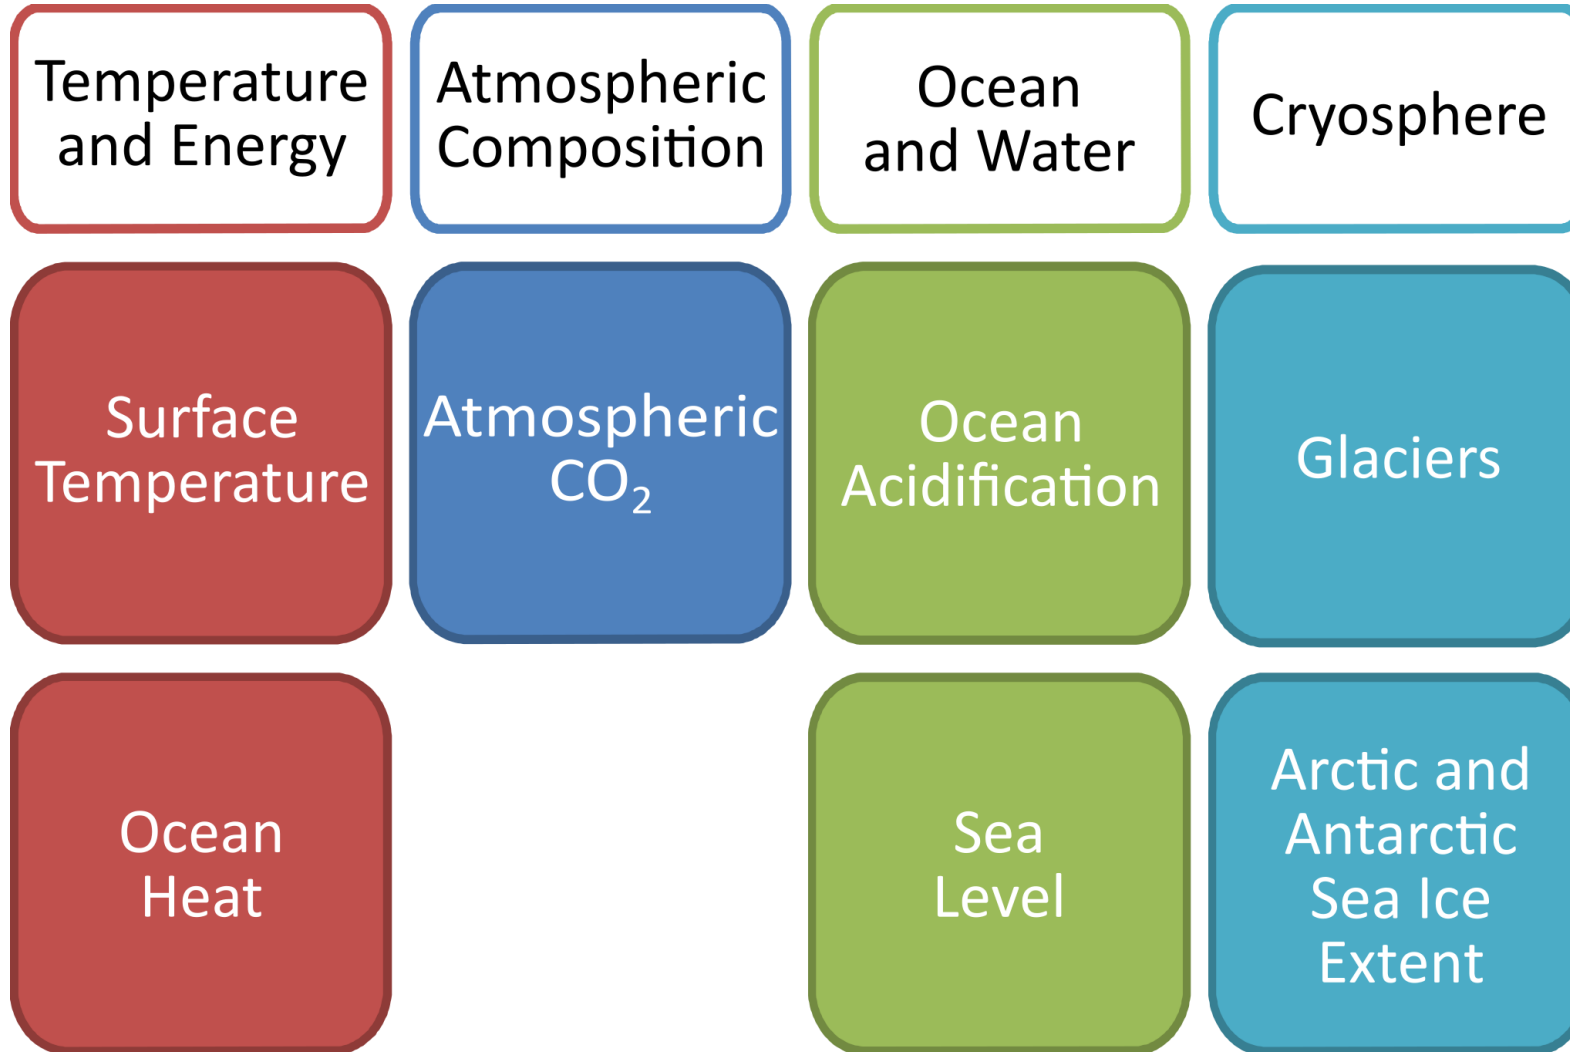 Temperature
and Energy
Atmospheric
Composition
Ocean
and Water
Cryosphere
Surface
Temperature
Atmospheric
CO₂
Ocean
Acidification
Glaciers
Ocean
Heat
Sea
Level
Arctic and
Antarctic
Sea Ice
Extent